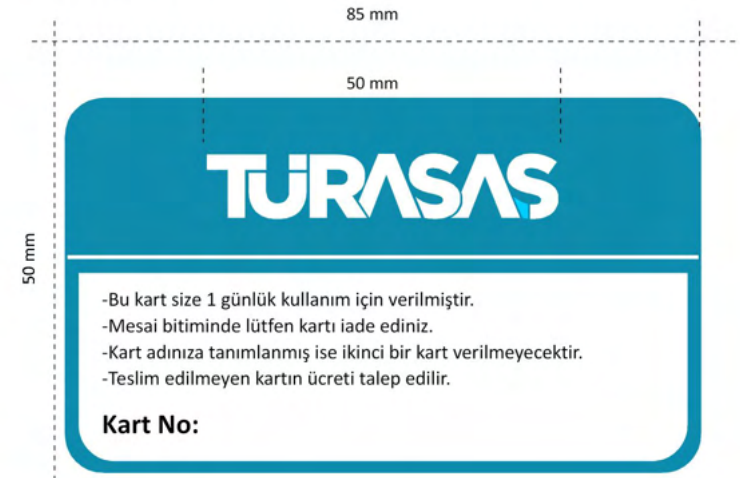 85 mm
50 mm
TÜRASAŞ
50 mm
-Bu kart size 1 günlük kullanım için verilmiştir.
-Mesai bitiminde lütfen kartı iade ediniz.
-Kart adınıza tanımlanmış ise ikinci bir kart verilmeyecektir.
-Teslim edilmeyen kartın ücreti talep edilir.
Kart No: